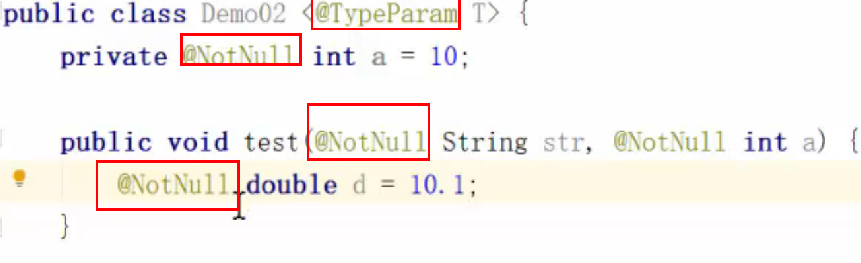 public class Demo02 <@TypeParam T> {
private @NotNull int a = 10;
public void test(@NotNull String str, @NotNull int a) {
@NotNull double d = 10.1;
}